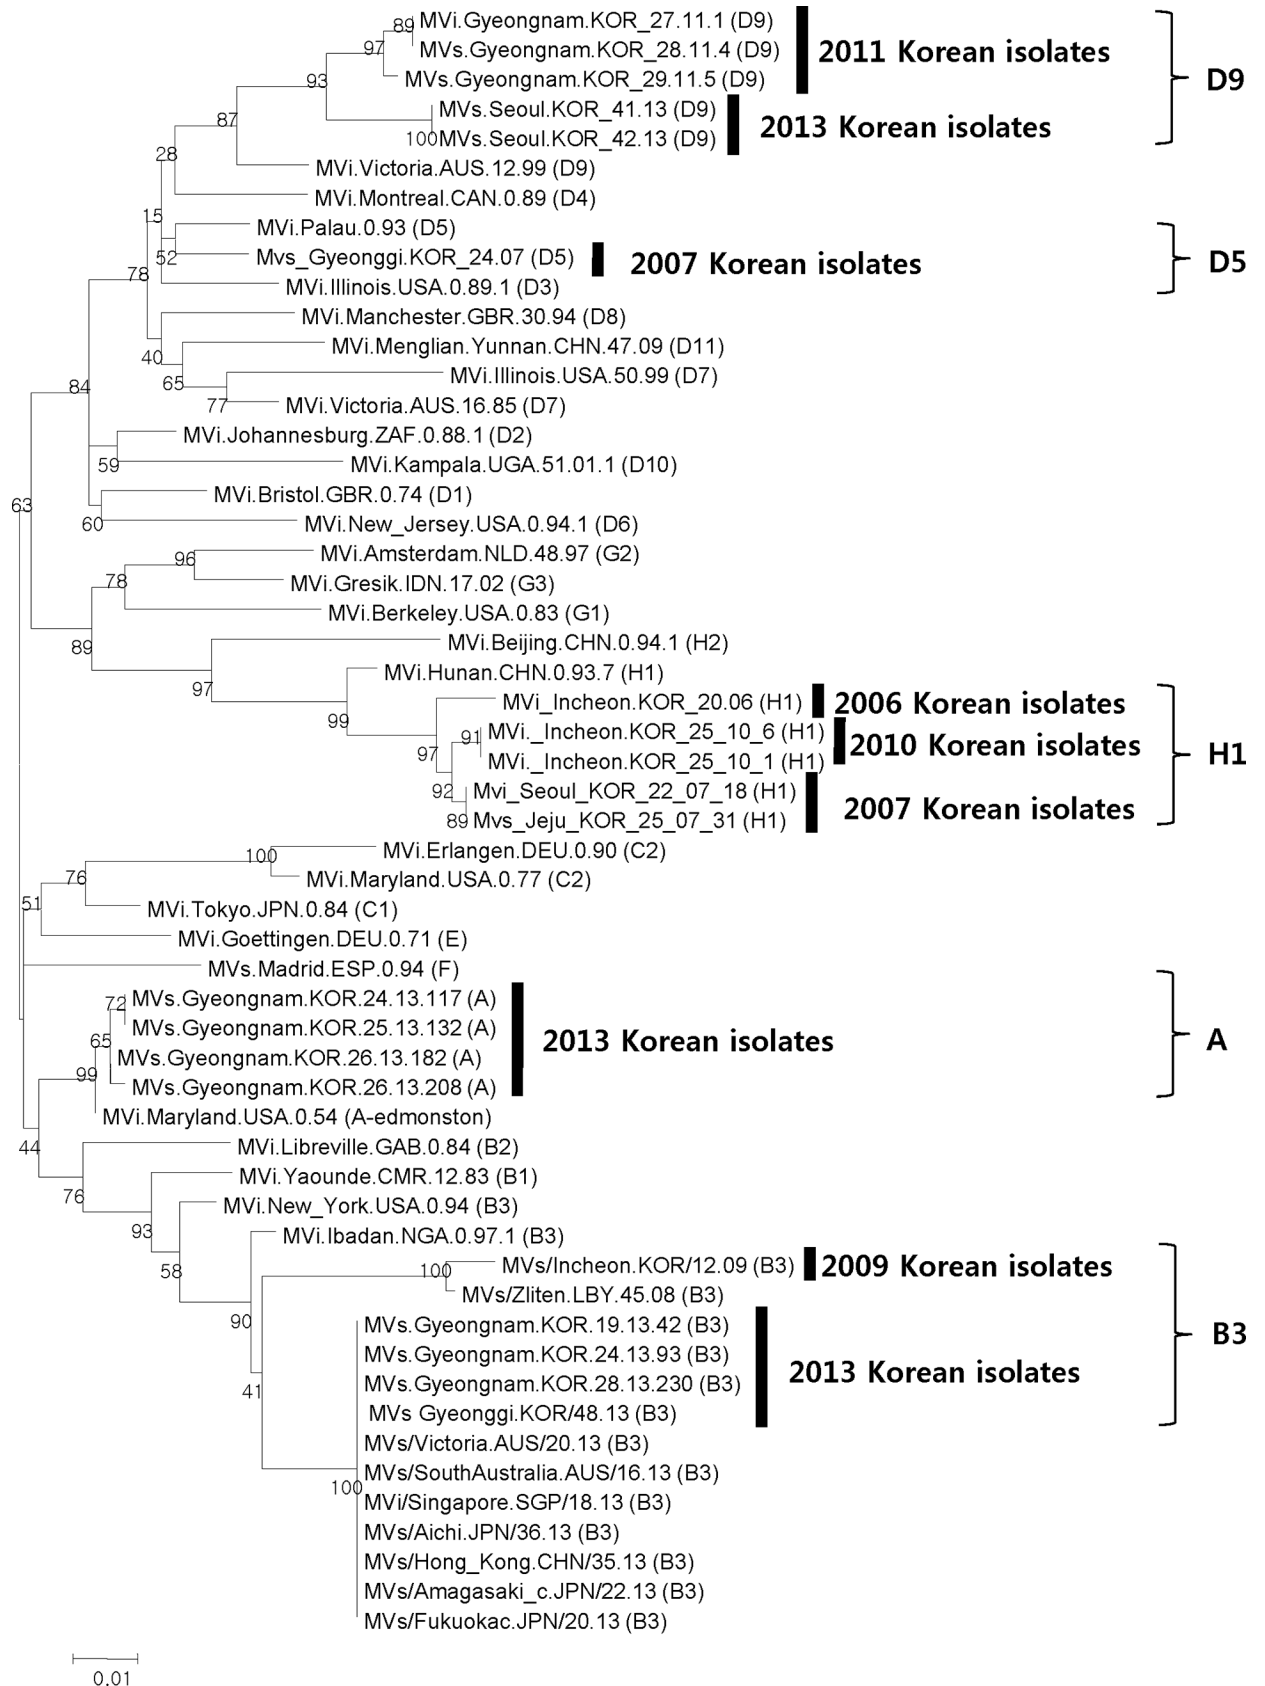 89 MVi.Gyeongnam.KOR_27.11.1 (D9)
97 MVs.Gyeongnam.KOR_28.11.4 (D9)
2011 Korean isolates
93 MVs.Gyeongnam.KOR_29.11.5 (D9)
D9
MVs.Seoul.KOR_41.13 (D9)
87
2013 Korean isolates
100 MVs.Seoul.KOR_42.13 (D9)
28
MVi.Victoria.AUS.12.99 (D9)
MVi.Montreal.CAN.0.89 (D4)
15
MVi.Palau.0.93 (D5)
52 Mvs_Gyeonggi.KOR_24.07 (D5)
2007 Korean isolates
D5
78
MVi.Illinois.USA.0.89.1 (D3)
MVi.Manchester.GBR.30.94 (D8)
40 MVi.Menglian.Yunnan.CHN.47.09 (D11)
65 MVi.Illinois.USA.50.99 (D7)
84
77 MVi.Victoria.AUS.16.85 (D7)
MVi.Johannesburg.ZAF.0.88.1 (D2)
59 MVi.Kampala.UGA.51.01.1 (D10)
MVi.Bristol.GBR.0.74 (D1)
63
60 MVi.New_Jersey.USA.0.94.1 (D6)
96 MVi.Amsterdam.NLD.48.97 (G2)
78 MVi.Gresik.IDN.17.02 (G3)
MVi.Berkeley.USA.0.83 (G1)
89 MVi.Beijing.CHN.0.94.1 (H2)
MVi.Hunan.CHN.0.93.7 (H1)
97
MVi_Incheon.KOR_20.06 (H1)
2006 Korean isolates
99
91 MVi._Incheon.KOR_25_10_6 (H1)
2010 Korean isolates
97
MVi._Incheon.KOR_25_10_1 (H1)
H1
92 Mvi_Seoul_KOR_22_07_18 (H1)
2007 Korean isolates
89 Mvs_Jeju_KOR_25_07_31 (H1)
100 MVi.Erlangen.DEU.0.90 (C2)
76 MVi.Maryland.USA.0.77 (C2)
51
MVi.Tokyo.JPN.0.84 (C1)
MVi.Goettingen.DEU.0.71 (E)
MVs.Madrid.ESP.0.94 (F)
72 MVs.Gyeongnam.KOR.24.13.117 (A)
MVs.Gyeongnam.KOR.25.13.132 (A)
65
2013 Korean isolates
A
MVs.Gyeongnam.KOR.26.13.182 (A)
99 MVs.Gyeongnam.KOR.26.13.208 (A)
MVi.Maryland.USA.0.54 (A-edmonston)
44 MVi.Libreville.GAB.0.84 (B2)
MVi.Yaounde.CMR.12.83 (B1)
76
MVi.New_York.USA.0.94 (B3)
93 MVi.Ibadan.NGA.0.97.1 (B3)
58
100 MVs/Incheon.KOR/12.09 (B3)
2009 Korean isolates
MVs/Zliten.LBY.45.08 (B3)
90 MVs.Gyeongnam.KOR.19.13.42 (B3)
B3
MVs.Gyeongnam.KOR.24.13.93 (B3)
2013 Korean isolates
41 MVs.Gyeongnam.KOR.28.13.230 (B3)
MVs Gyeonggi.KOR/48.13 (B3)
MVs/Victoria.AUS/20.13 (B3)
MVs/SouthAustralia.AUS/16.13 (B3)
100
MVi/Singapore.SGP/18.13 (B3)
MVs/Aichi.JPN/36.13 (B3)
MVs/Hong_Kong.CHN/35.13 (B3)
MVs/Amagasaki_c.JPN/22.13 (B3)
MVs/Fukuokac.JPN/20.13 (B3)
0.01